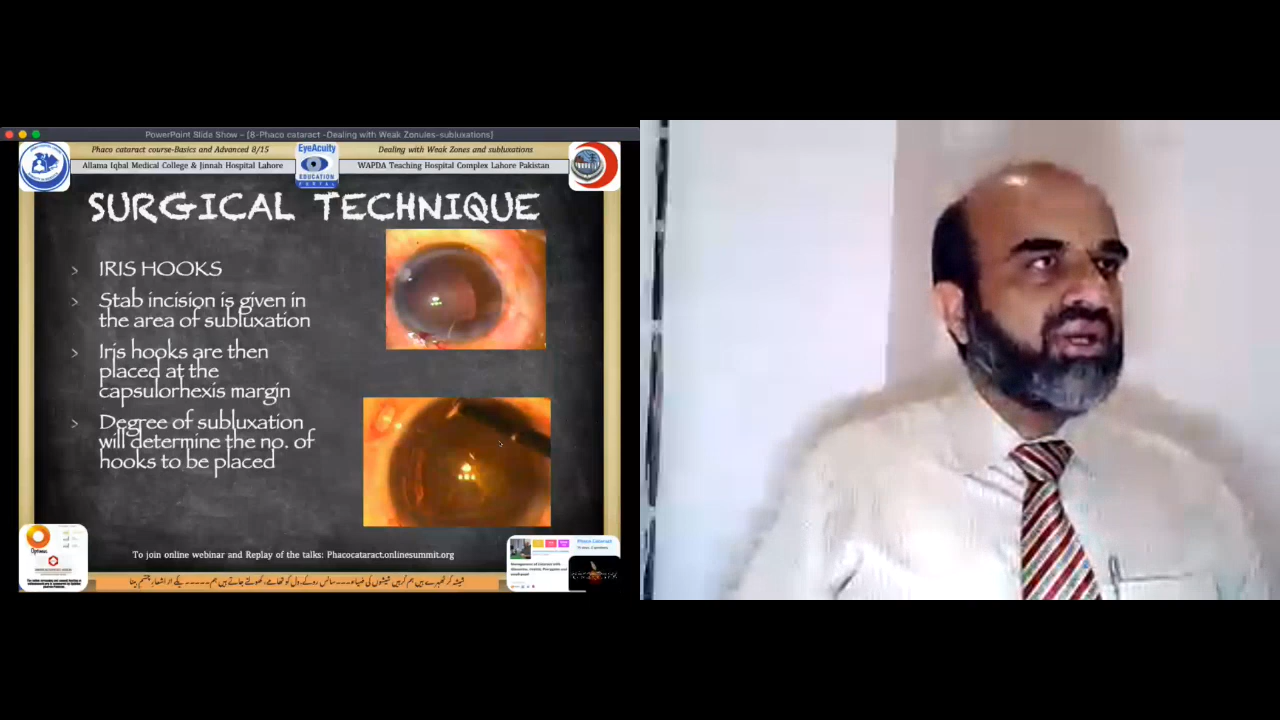 PowerPoint Slide Show - [8-Phaco cataract -Dealing with Weak Zonules-subluxations]
Phaco cataract course-Basics and Advanced 8/15
EyeAcuity
Dealing with Weak Zones and subluxations
Allama Iqbal Medical College & Jinnah Hospital Lahore
WAPDA Teaching Hospital Complex Lahore Pakistan
EDUCATION
PORTAL
SURGICAL TECHNIQUE
> IRIS HOOKS
> Stab incision is given in
the area of subluxation
> Iris hooks are then
placed at the
capsulorhexis margin
> Degree of subluxation
will determine the no. of
hooks to be placed
To join online webinar and Replay of the talks: Phacocataract.onlinesummit.org